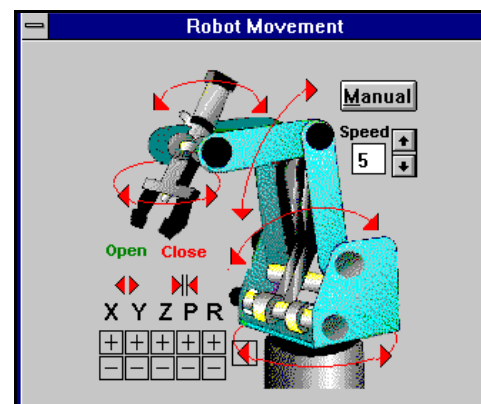 Robot Movement
Manual
Speed
5
Open Close
X Y Z P R
+ + + + +
- - - - -